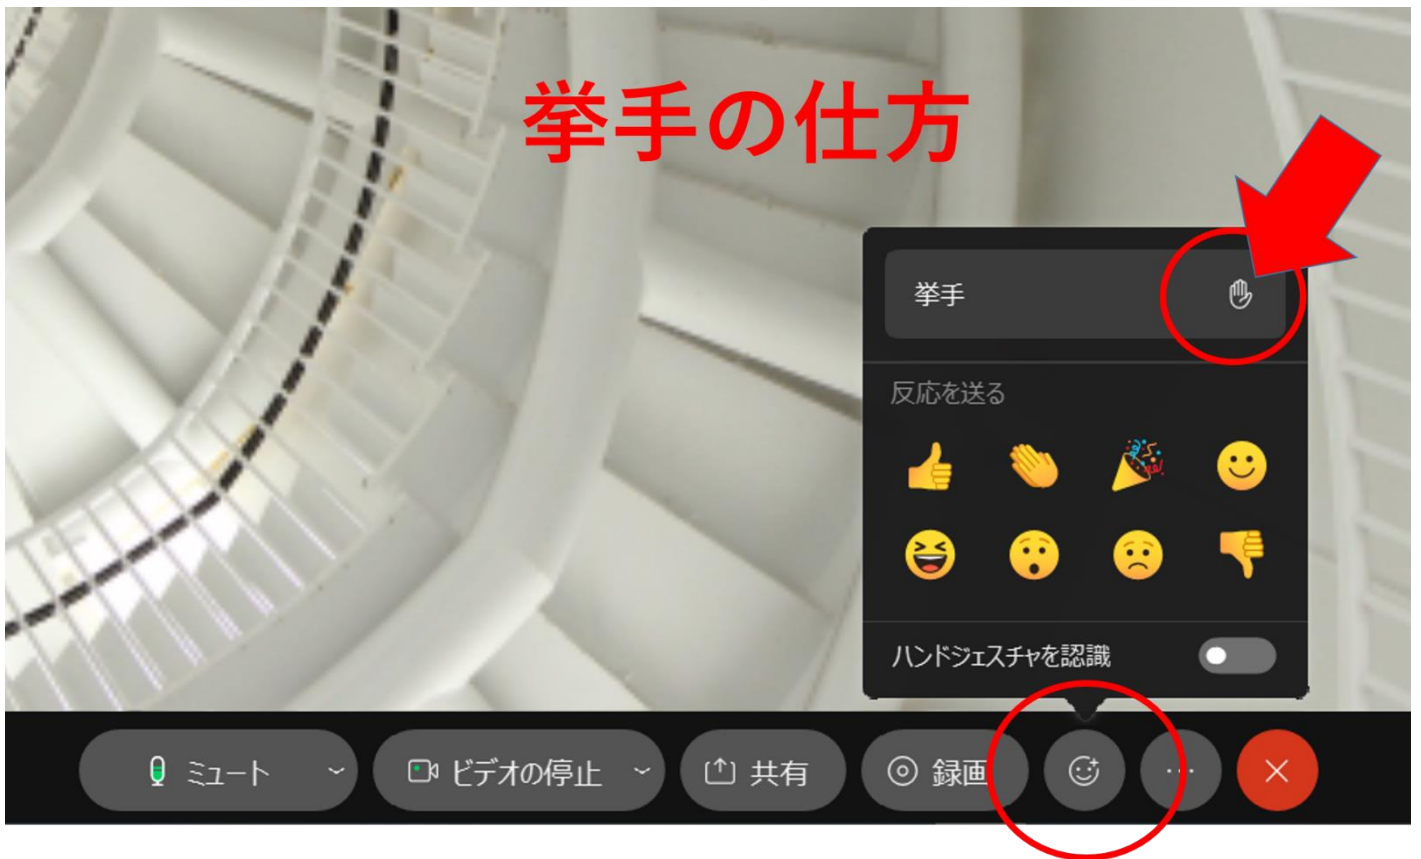 挙手の仕方
挙手
反応を送る
ハンドジェスチャを認識
ミュート
ビデオの停止
共有
録画